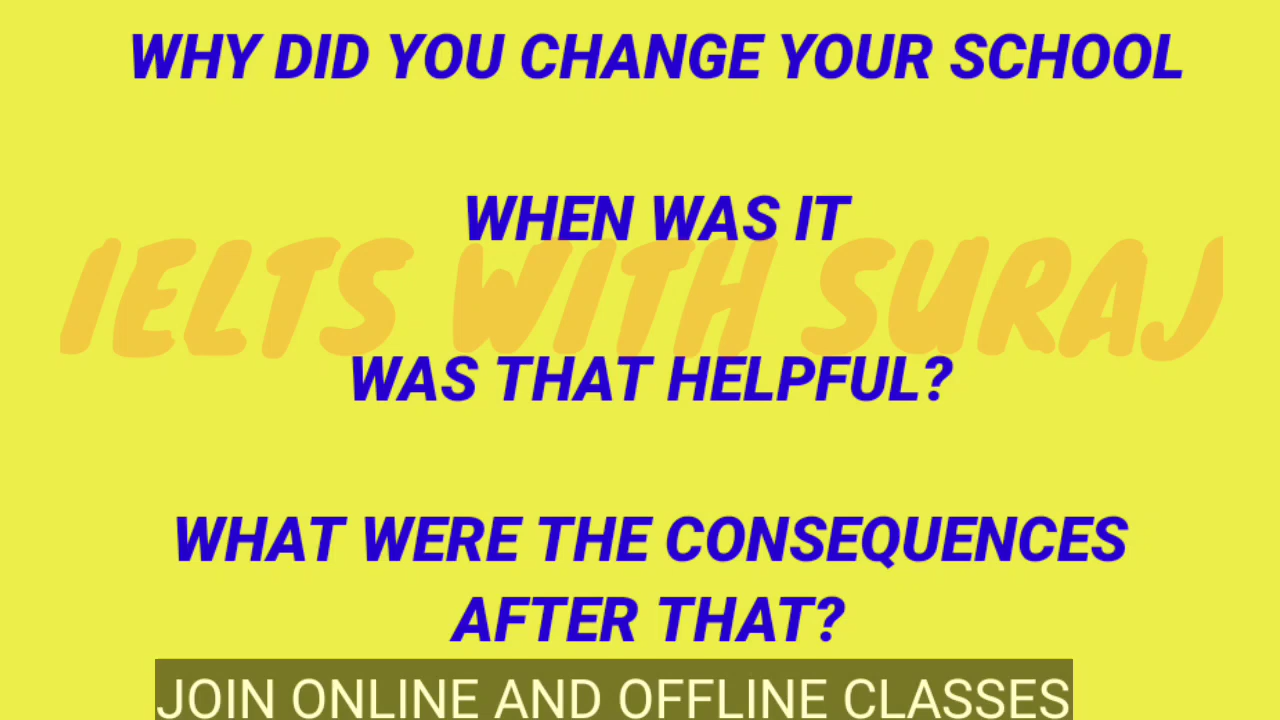 WHY DID YOU CHANGE YOUR SCHOOL
WHEN WAS IT
IELTS WITH SURAJ
WAS THAT HELPFUL?
WHAT WERE THE CONSEQUENCES
AFTER THAT?
JOIN ONLINE AND OFFLINE CLASSES